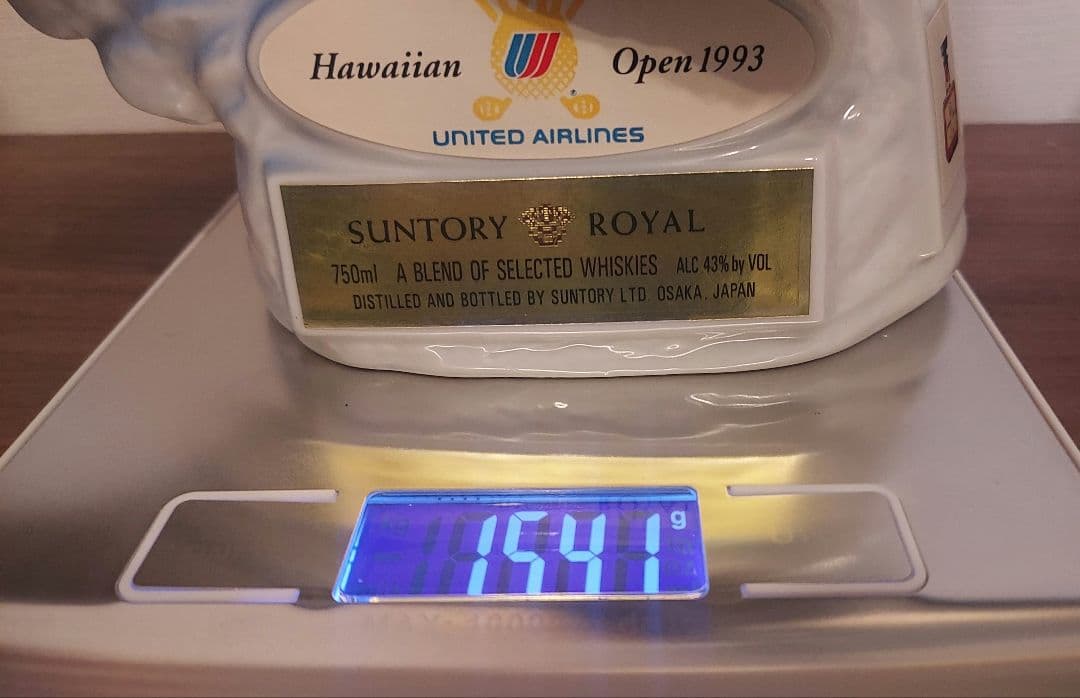 Hawaiian Open 1993
UNITED AIRLINES
SUNTORY ROYAL
750ml A BLEND OF SELECTED WHISKIES ALC 43% by VOL
DISTILLED AND BOTTLED BY SUNTORY LTD. OSAKA, JAPAN
1541 g